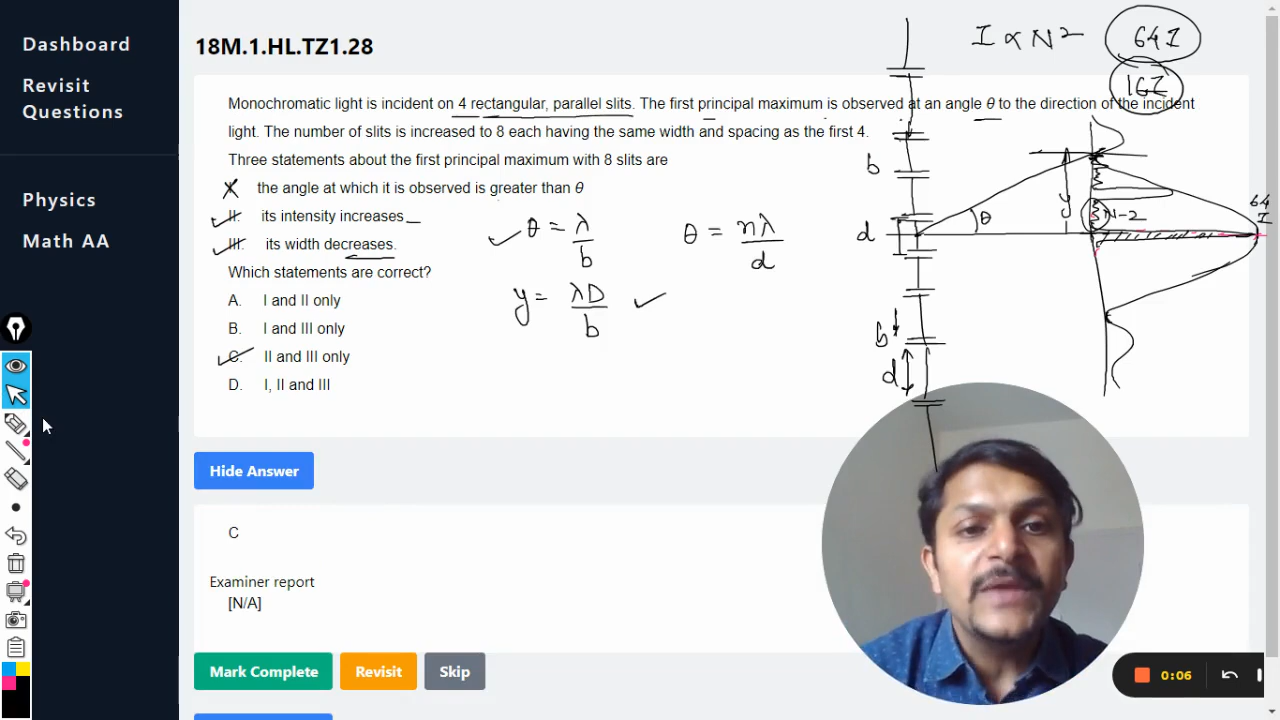 Dashboard
Revisit
Questions
Physics
Math AA
18M.1.HL.TZ1.28
Monochromatic light is incident on 4 rectangular, parallel slits. The first principal maximum is observed at an angle θ to the direction of the incident
light. The number of slits is increased to 8 each having the same width and spacing as the first 4.
Three statements about the first principal maximum with 8 slits are
I. the angle at which it is observed is greater than θ
II. its intensity increases
III. its width decreases.
Which statements are correct?
A. I and II only
B. I and III only
C. II and III only
D. I, II and III
θ = λ/b
θ = nλ/d
y = λD/b
I ∝ N²
64I
16I
b
d
θ
y
N-2
64
I
b
d
Hide Answer
C
Examiner report
[N/A]
Mark Complete
Revisit
Skip
0:06